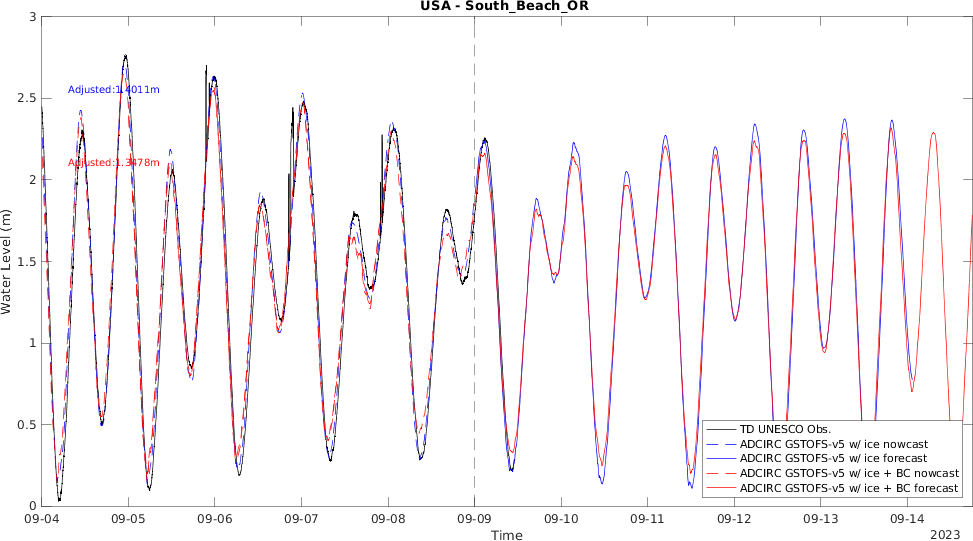 USA - South_Beach_OR
3
2.5
2
1.5
1
0.5
0
Water Level (m)
Adjusted:1.4011m
Adjusted:1.3478m
TD UNESCO Obs.
ADCIRC GSTOFS-v5 w/ ice nowcast
ADCIRC GSTOFS-v5 w/ ice forecast
ADCIRC GSTOFS-v5 w/ ice + BC nowcast
ADCIRC GSTOFS-v5 w/ ice + BC forecast
09-04 09-05 09-06 09-07 09-08 09-09 09-10 09-11 09-12 09-13 09-14
Time
2023